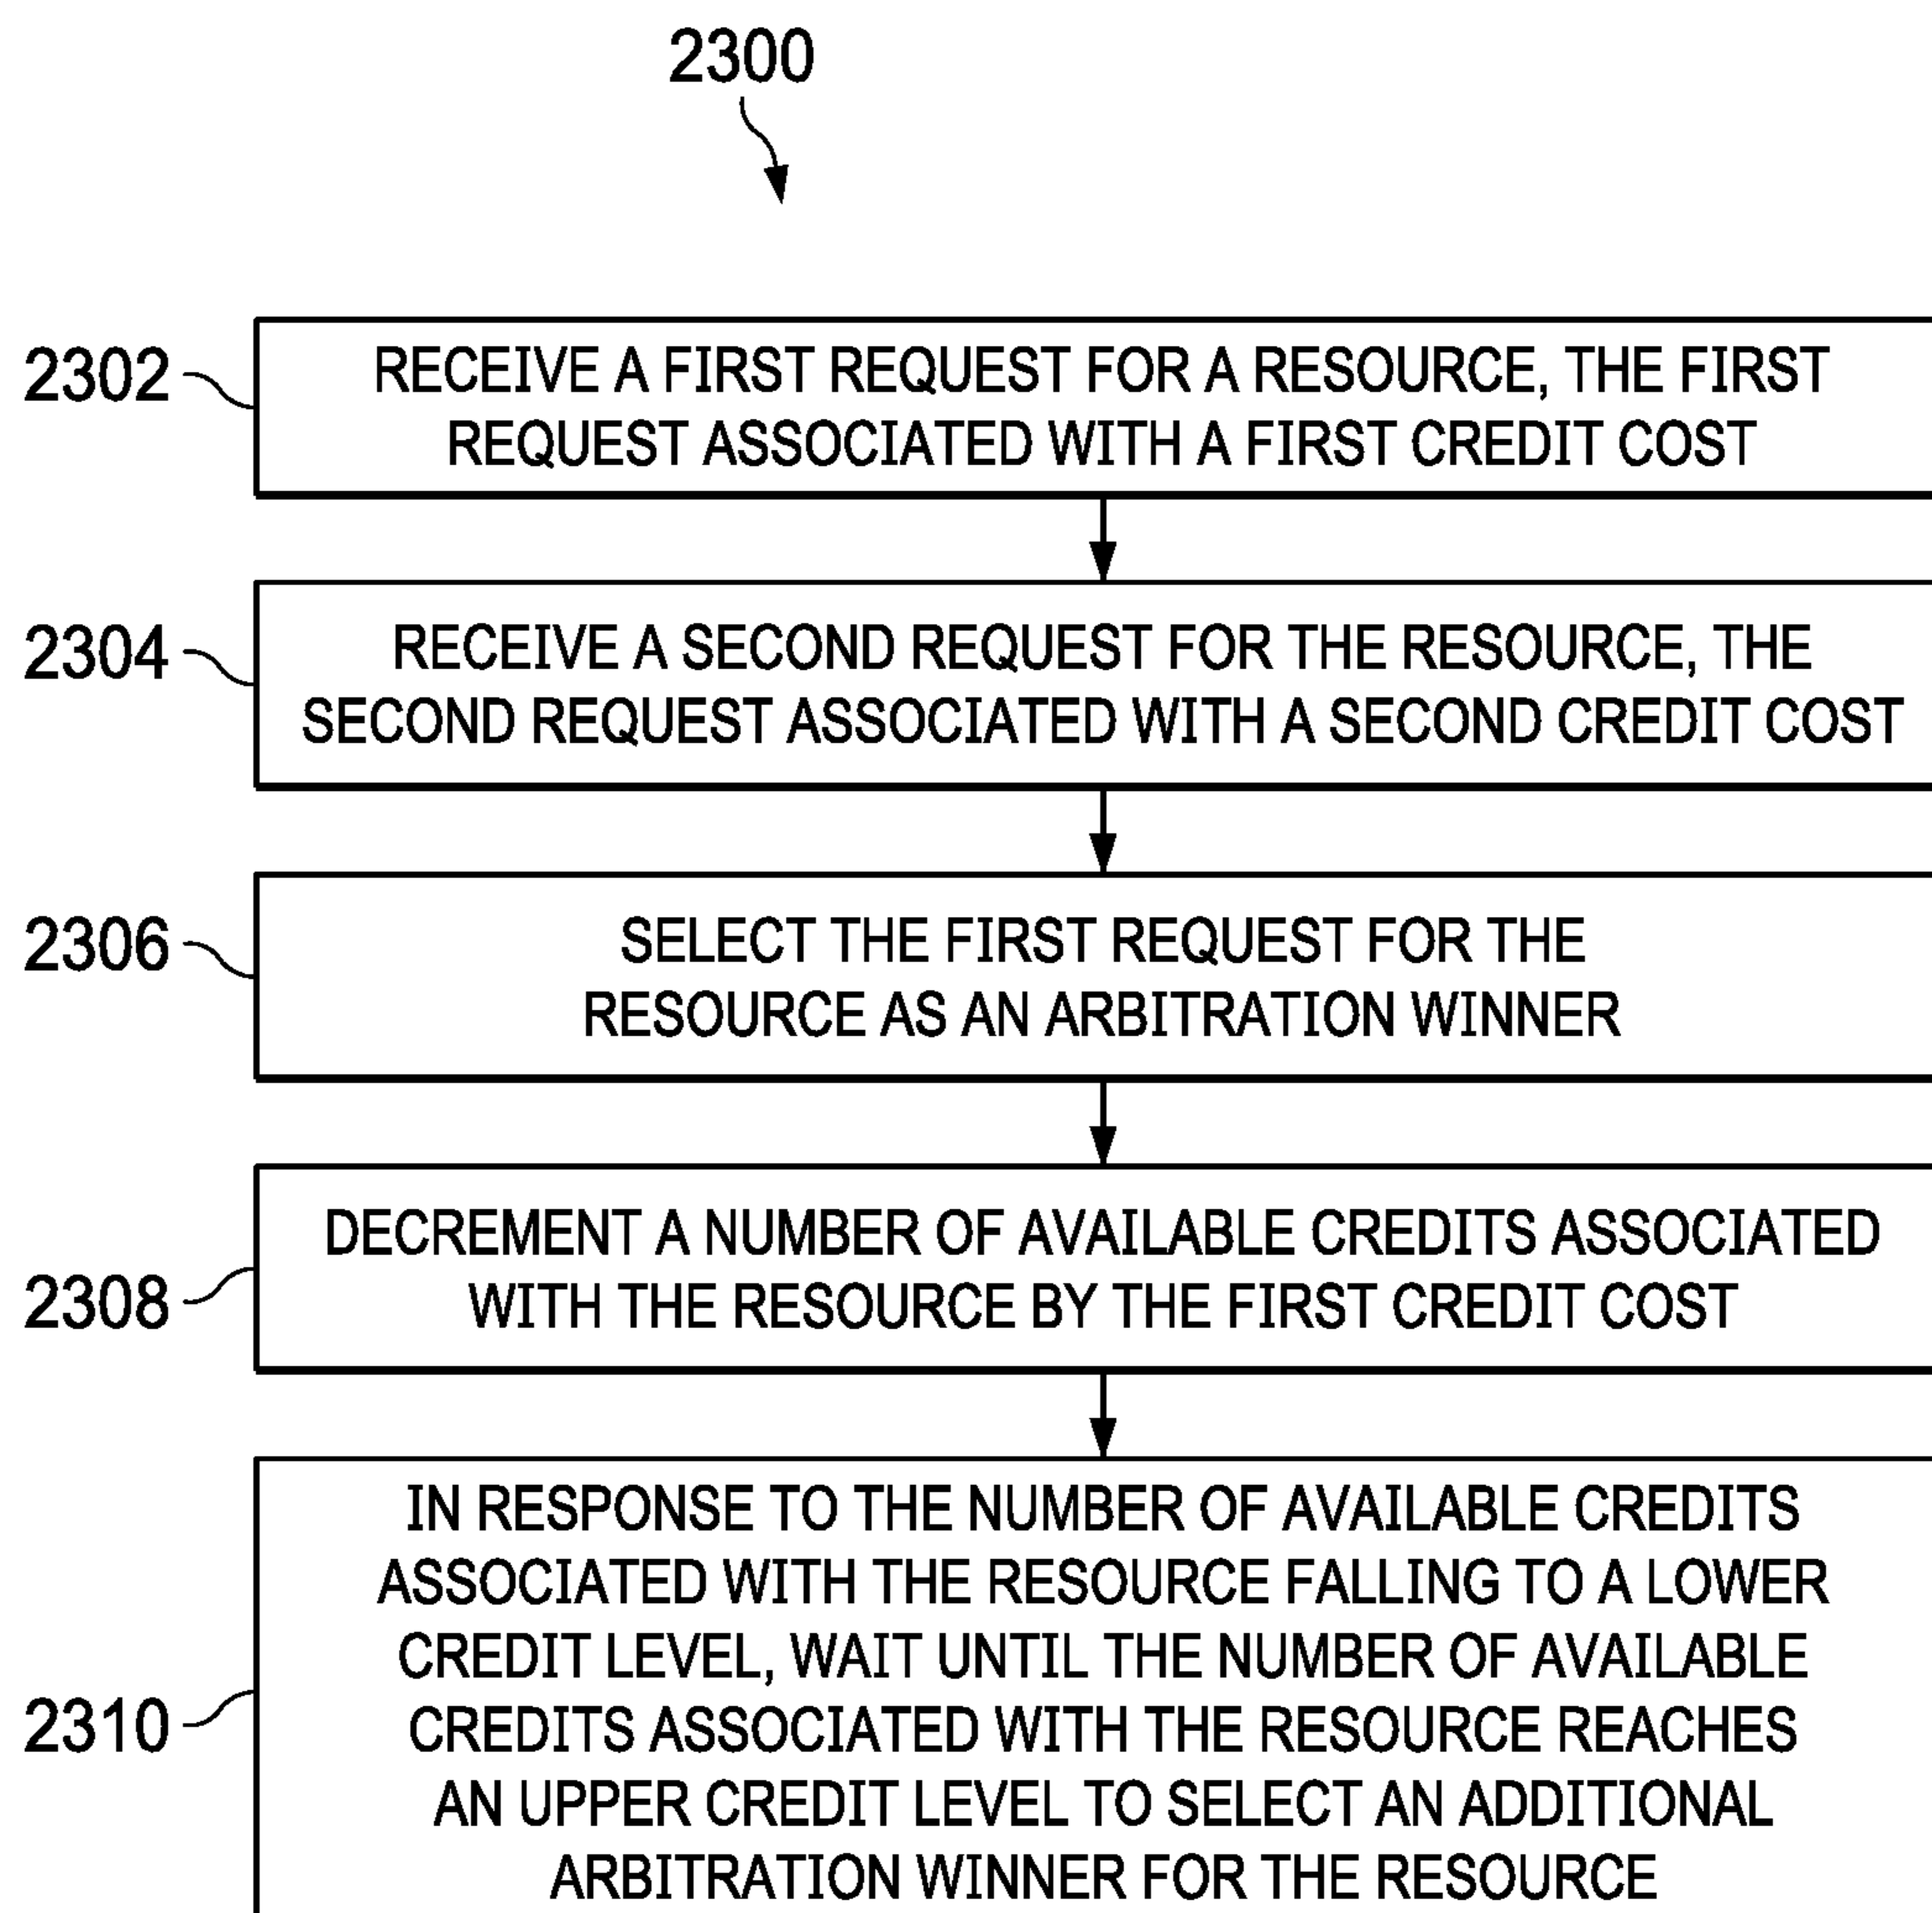 2300
2302
RECEIVE A FIRST REQUEST FOR A RESOURCE, THE FIRST
REQUEST ASSOCIATED WITH A FIRST CREDIT COST
2304
RECEIVE A SECOND REQUEST FOR THE RESOURCE, THE
SECOND REQUEST ASSOCIATED WITH A SECOND CREDIT COST
2306
SELECT THE FIRST REQUEST FOR THE
RESOURCE AS AN ARBITRATION WINNER
2308
DECREMENT A NUMBER OF AVAILABLE CREDITS ASSOCIATED
WITH THE RESOURCE BY THE FIRST CREDIT COST
2310
IN RESPONSE TO THE NUMBER OF AVAILABLE CREDITS
ASSOCIATED WITH THE RESOURCE FALLING TO A LOWER
CREDIT LEVEL, WAIT UNTIL THE NUMBER OF AVAILABLE
CREDITS ASSOCIATED WITH THE RESOURCE REACHES
AN UPPER CREDIT LEVEL TO SELECT AN ADDITIONAL
ARBITRATION WINNER FOR THE RESOURCE